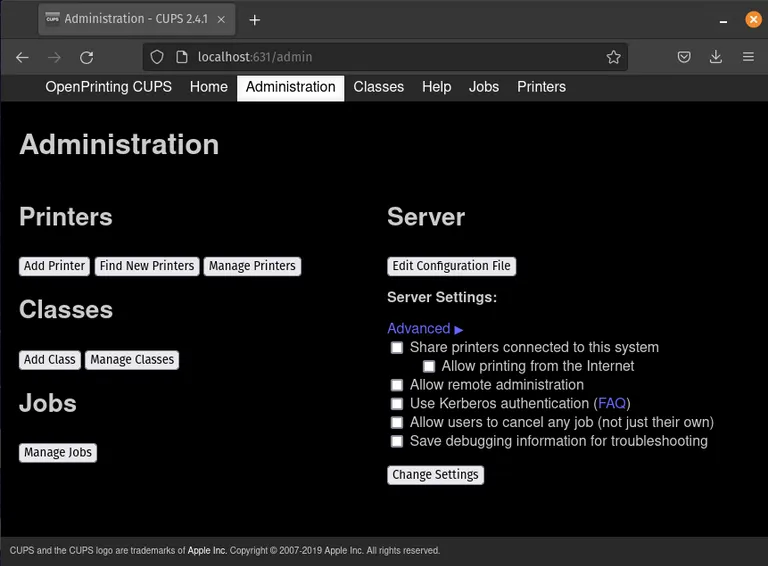 Administration - CUPS 2.4.1
localhost:631/admin
OpenPrinting CUPS Home Administration Classes Help Jobs Printers
Administration
Printers
Add Printer Find New Printers Manage Printers
Classes
Add Class Manage Classes
Jobs
Manage Jobs
Server
Edit Configuration File
Server Settings:
Advanced ▶
Share printers connected to this system
Allow printing from the Internet
Allow remote administration
Use Kerberos authentication (FAQ)
Allow users to cancel any job (not just their own)
Save debugging information for troubleshooting
Change Settings
CUPS and the CUPS logo are trademarks of Apple Inc. Copyright © 2007-2019 Apple Inc. All rights reserved.